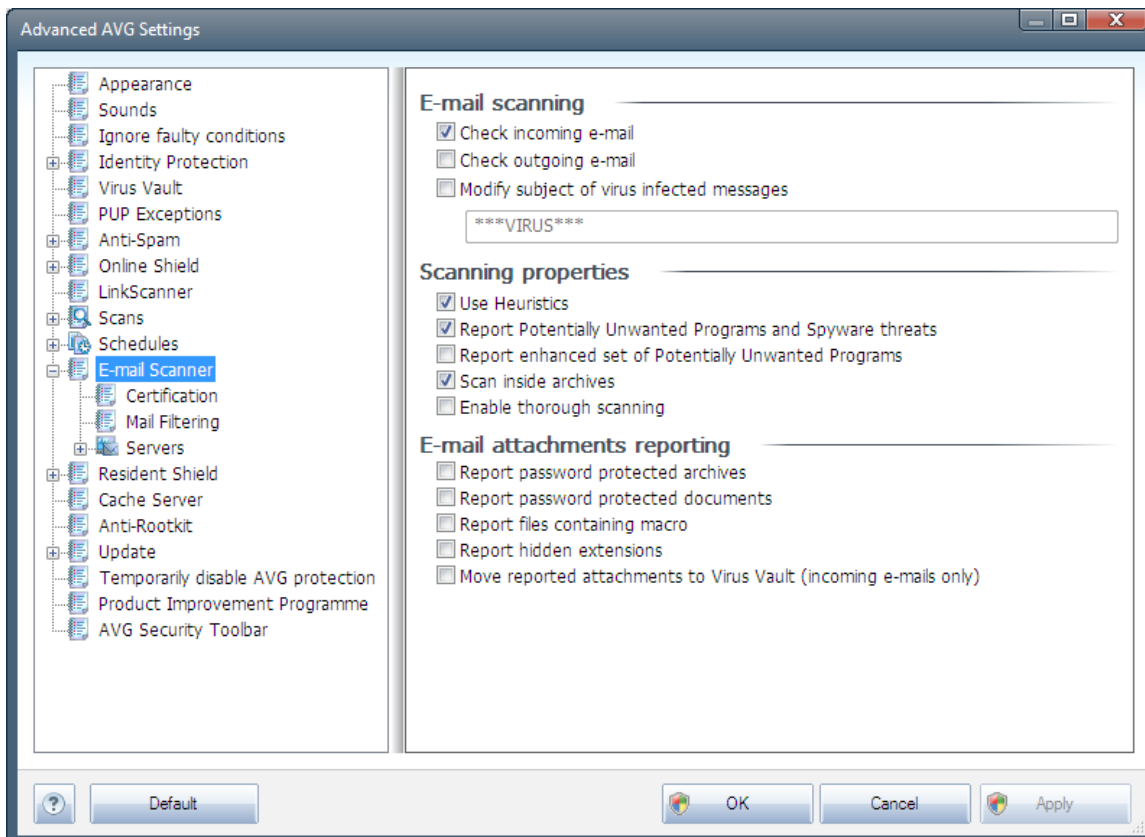 Advanced AVG Settings
Appearance
Sounds
Ignore faulty conditions
Identity Protection
Virus Vault
PUP Exceptions
Anti-Spam
Online Shield
LinkScanner
Scans
Schedules
E-mail Scanner
Certification
Mail Filtering
Servers
Resident Shield
Cache Server
Anti-Rootkit
Update
Temporarily disable AVG protection
Product Improvement Programme
AVG Security Toolbar
E-mail scanning
Check incoming e-mail
Check outgoing e-mail
Modify subject of virus infected messages
***VIRUS***
Scanning properties
Use Heuristics
Report Potentially Unwanted Programs and Spyware threats
Report enhanced set of Potentially Unwanted Programs
Scan inside archives
Enable thorough scanning
E-mail attachments reporting
Report password protected archives
Report password protected documents
Report files containing macro
Report hidden extensions
Move reported attachments to Virus Vault (incoming e-mails only)
?
Default
OK
Cancel
Apply